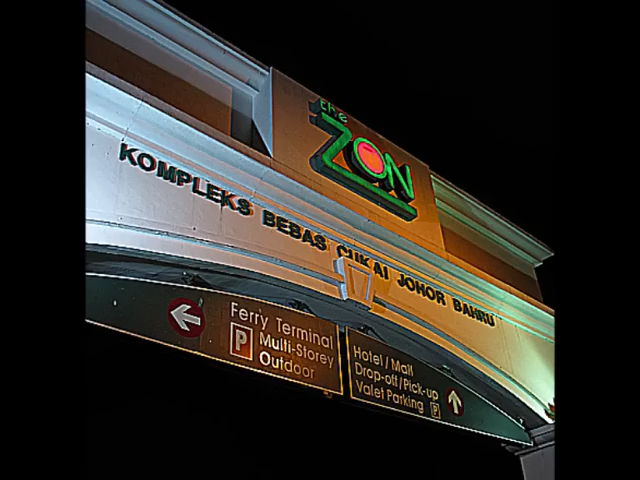 the
ZON
KOMPLEKS BEBAS CUKAI JOHOR BAHRU
Ferry Terminal
P Multi-Storey
Outdoor
Hotel / Mall
Drop-off/Pick-up
Valet Parking P